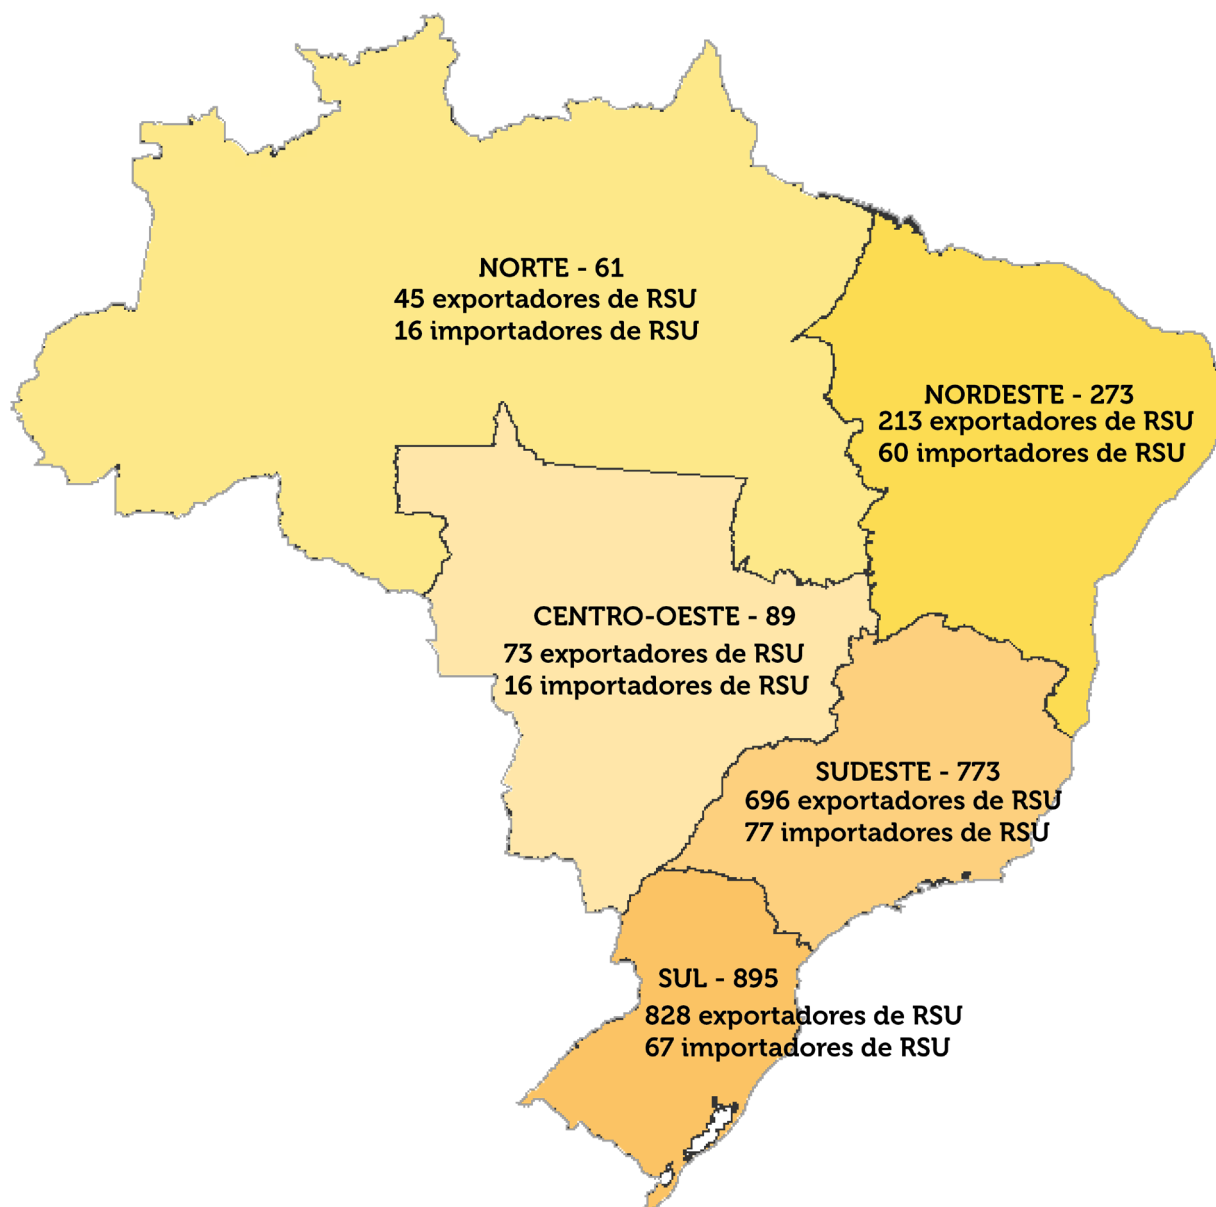 NORTE - 61
45 exportadores de RSU
16 importadores de RSU
NORDESTE - 273
213 exportadores de RSU
60 importadores de RSU
CENTRO-OESTE - 89
73 exportadores de RSU
16 importadores de RSU
SUDESTE - 773
696 exportadores de RSU
77 importadores de RSU
SUL - 895
828 exportadores de RSU
67 importadores de RSU